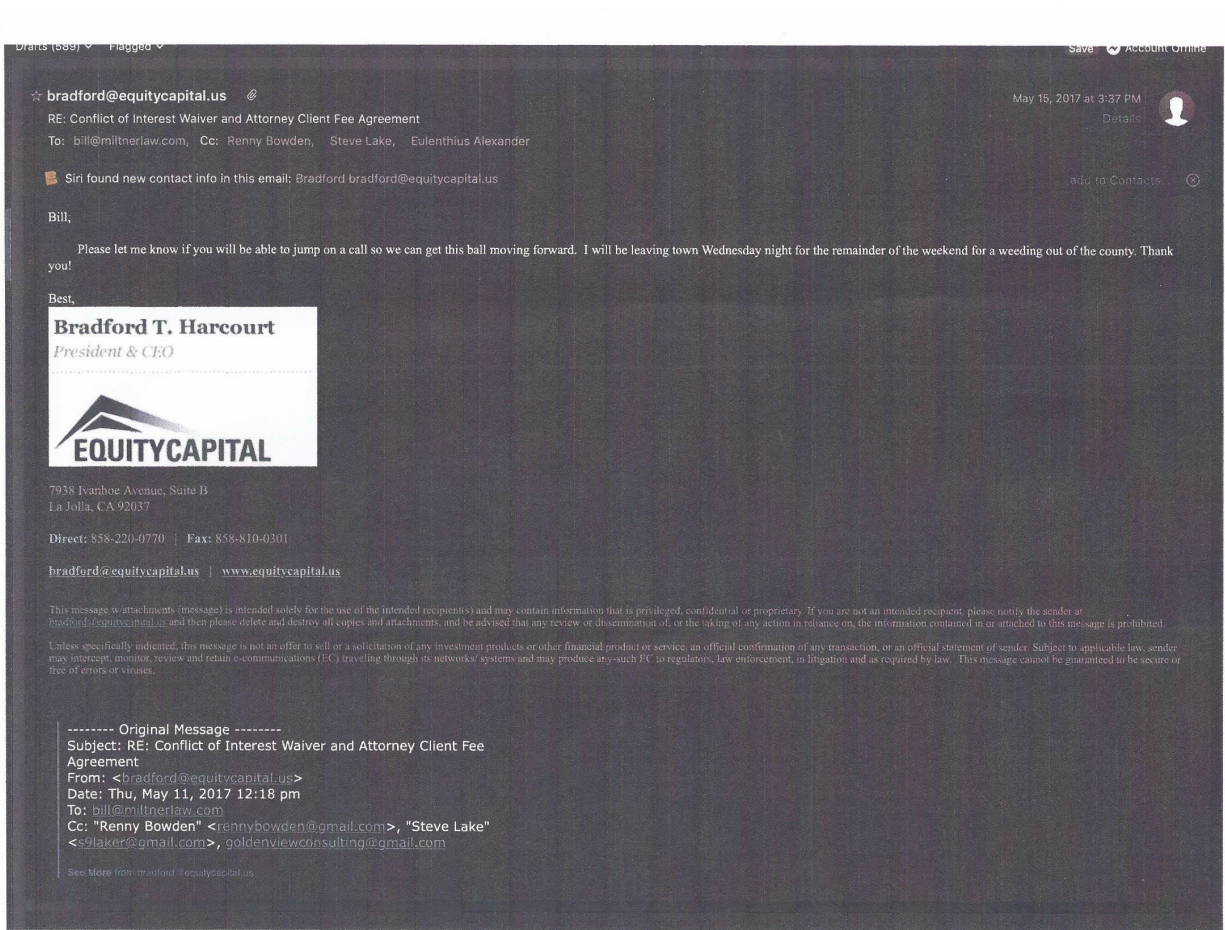 Drafts (589) Flagged Save Account Offline
bradford@equitycapital.us May 15, 2017 at 3:37 PM
RE: Conflict of Interest Waiver and Attorney Client Fee Agreement Details
To: bill@miltnerlaw.com, Cc: Renny Bowden, Steve Lake, Eulenthius Alexander
Siri found new contact info in this email: Bradford bradford@equitycapital.us add to Contacts...
Bill,
Please let me know if you will be able to jump on a call so we can get this ball moving forward. I will be leaving town Wednesday night for the remainder of the weekend for a weeding out of the county. Thank
you!
Best,
Bradford T. Harcourt
President & CEO
EQUITYCAPITAL
7938 Ivanhoe Avenue, Suite B
La Jolla, CA 92037
Direct: 858-220-0770 | Fax: 858-810-0301
bradford@equitycapital.us | www.equitycapital.us
This message w/attachments (message) is intended solely for the use of the intended recipient(s) and may contain information that is privileged, confidential or proprietary. If you are not an intended recipient, please notify the sender at
bradford@equitycapital.us and then please delete and destroy all copies and attachments, and be advised that any review or dissemination of, or the taking of any action in reliance on, the information contained in or attached to this message is prohibited.
Unless specifically indicated, this message is not an offer to sell or a solicitation of any investment products or other financial product or service, an official confirmation of any transaction, or an official statement of sender. Subject to applicable law, sender
may intercept, monitor, review and retain e-communications (EC) traveling through its networks/ systems and may produce any-such EC to regulators, law enforcement, in litigation and as required by law. This message cannot be guaranteed to be secure or
free of errors or viruses.
-------- Original Message --------
Subject: RE: Conflict of Interest Waiver and Attorney Client Fee
Agreement
From: <bradford@equitycapital.us>
Date: Thu, May 11, 2017 12:18 pm
To: bill@miltnerlaw.com
Cc: "Renny Bowden" <rennybowden@gmail.com>, "Steve Lake"
<s9laker@gmail.com>, goldenviewconsulting@gmail.com
See More from bradford@equitycapital.us